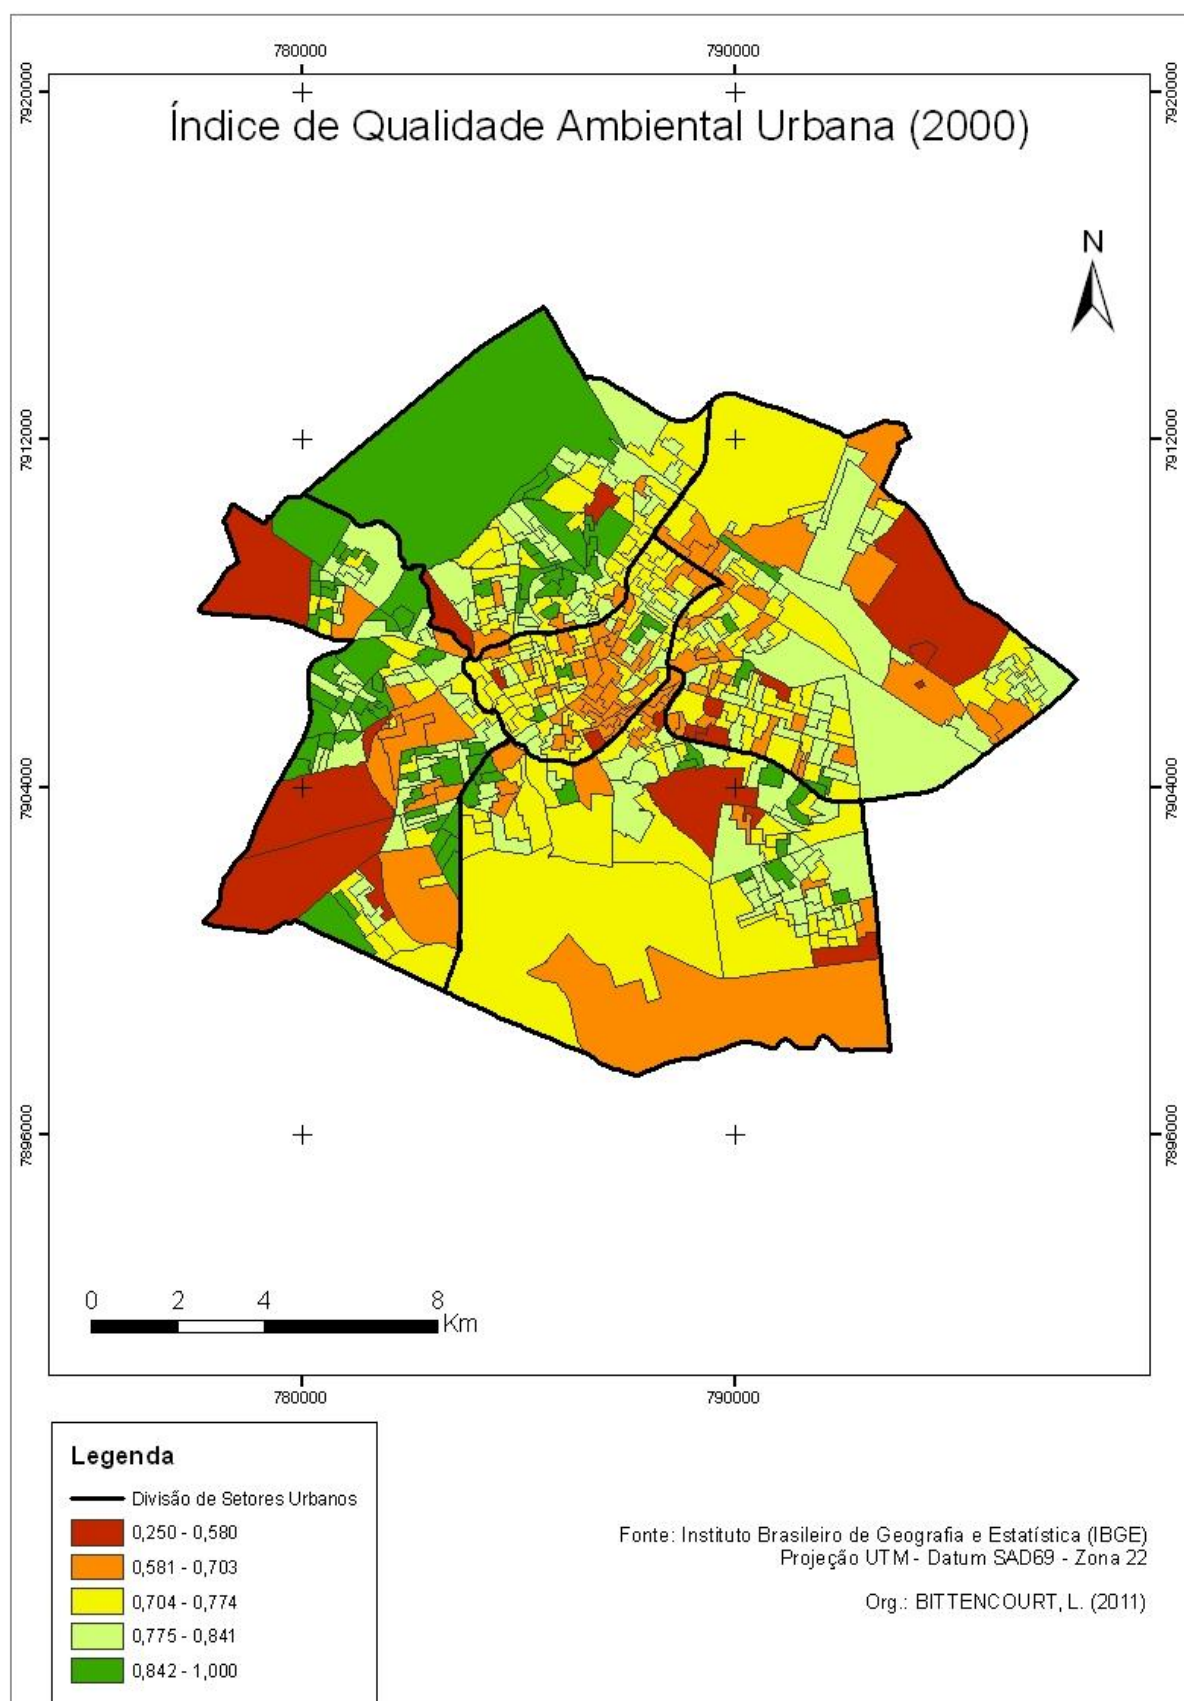 780000
790000
7920000
7920000
Índice de Qualidade Ambiental Urbana (2000)
N
7912000
7912000
7904000
7904000
7896000
7896000
0 2 4 8
Km
780000
790000
Legenda
Divisão de Setores Urbanos
0,250 - 0,580
0,581 - 0,703
0,704 - 0,774
0,775 - 0,841
0,842 - 1,000
Fonte: Instituto Brasileiro de Geografia e Estatística (IBGE)
Projeção UTM - Datum SAD69 - Zona 22
Org.: BITTENCOURT, L. (2011)